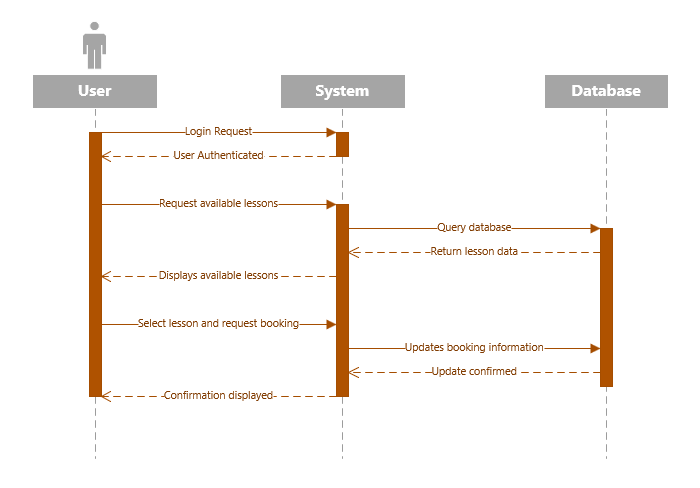 User
System
Database
Login Request
User Authenticated
Request available lessons
Query database
Return lesson data
Displays available lessons
Select lesson and request booking
Updates booking information
Update confirmed
Confirmation displayed